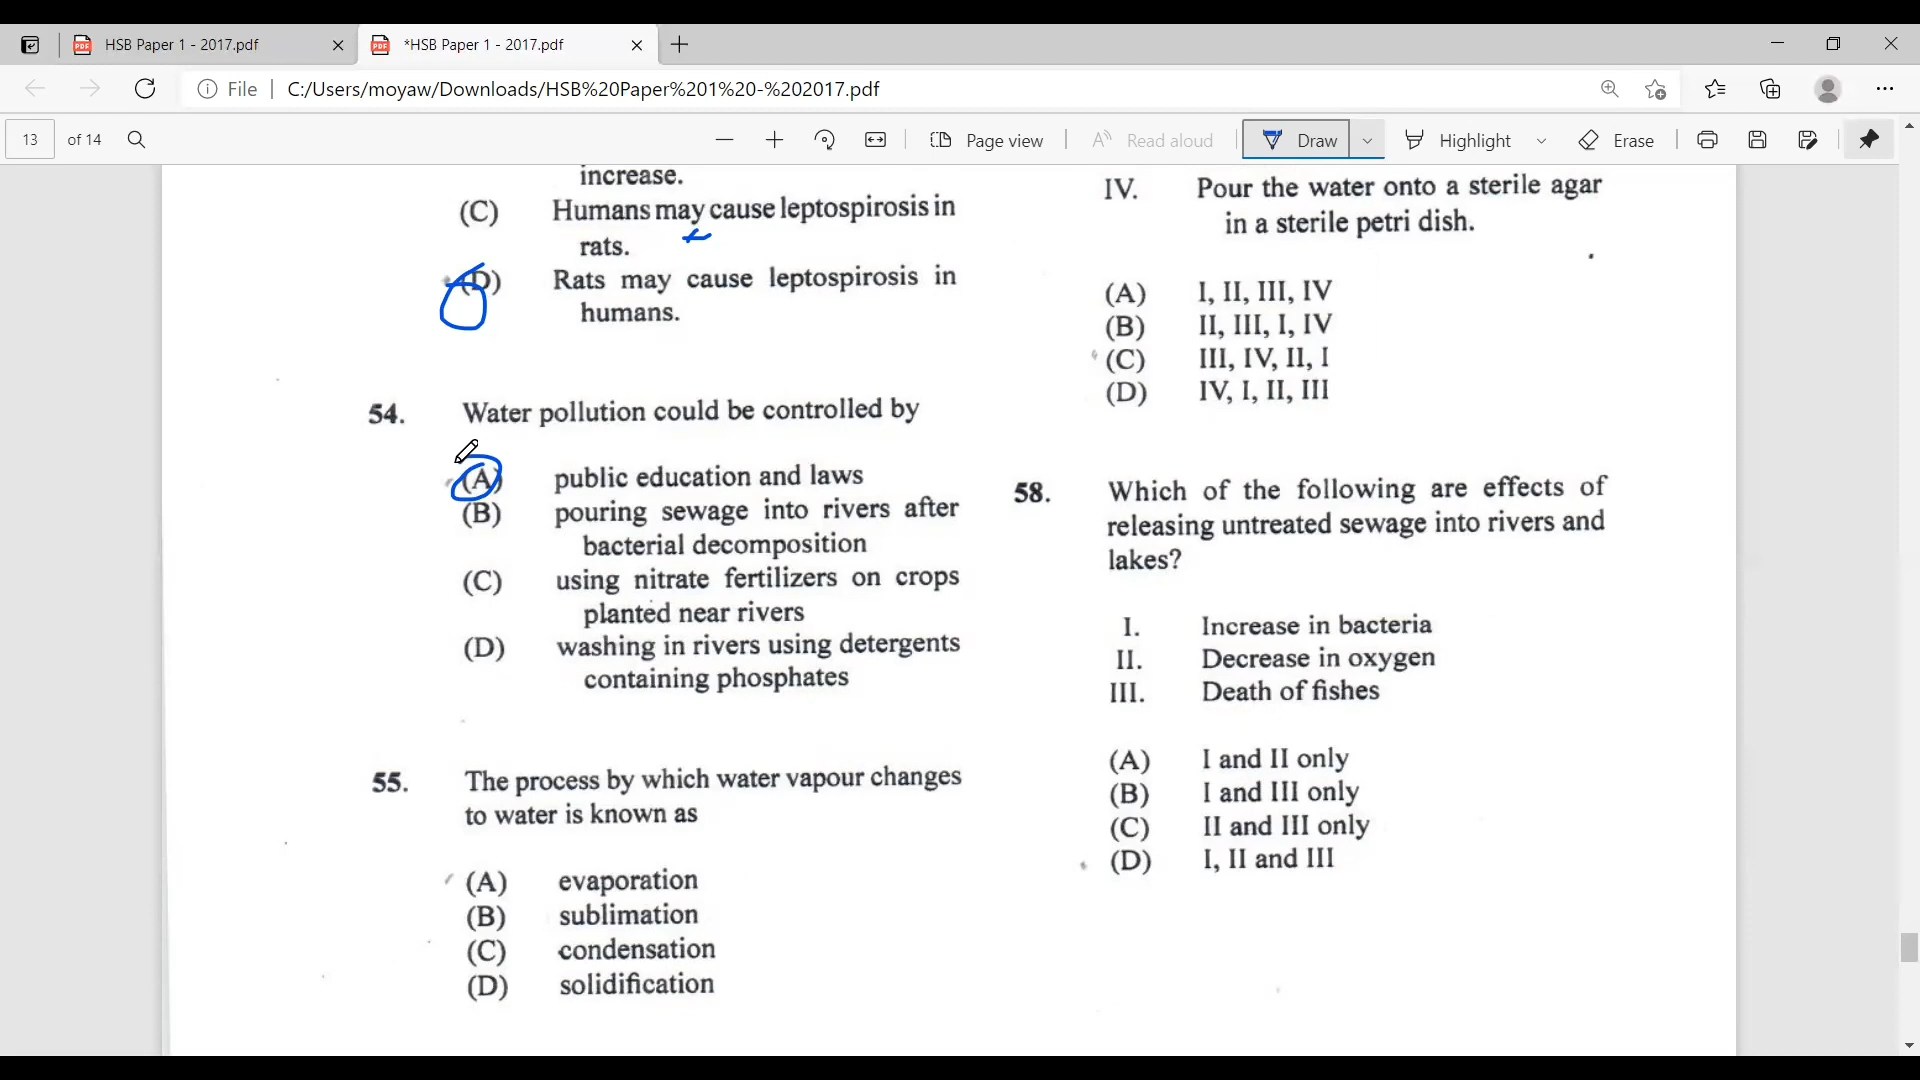 HSB Paper 1 - 2017.pdf
*HSB Paper 1 - 2017.pdf
File
C:/Users/moyaw/Downloads/HSB%20Paper%201%20-%202017.pdf
13 of 14
Page view
Read aloud
Draw
Highlight
Erase
increase.
(C) Humans may cause leptospirosis in
rats.
(D) Rats may cause leptospirosis in
humans.
54. Water pollution could be controlled by
(A) public education and laws
(B) pouring sewage into rivers after
bacterial decomposition
(C) using nitrate fertilizers on crops
planted near rivers
(D) washing in rivers using detergents
containing phosphates
55. The process by which water vapour changes
to water is known as
(A) evaporation
(B) sublimation
(C) condensation
(D) solidification
IV. Pour the water onto a sterile agar
in a sterile petri dish.
(A) I, II, III, IV
(B) II, III, I, IV
(C) III, IV, II, I
(D) IV, I, II, III
58. Which of the following are effects of
releasing untreated sewage into rivers and
lakes?
I. Increase in bacteria
II. Decrease in oxygen
III. Death of fishes
(A) I and II only
(B) I and III only
(C) II and III only
(D) I, II and III